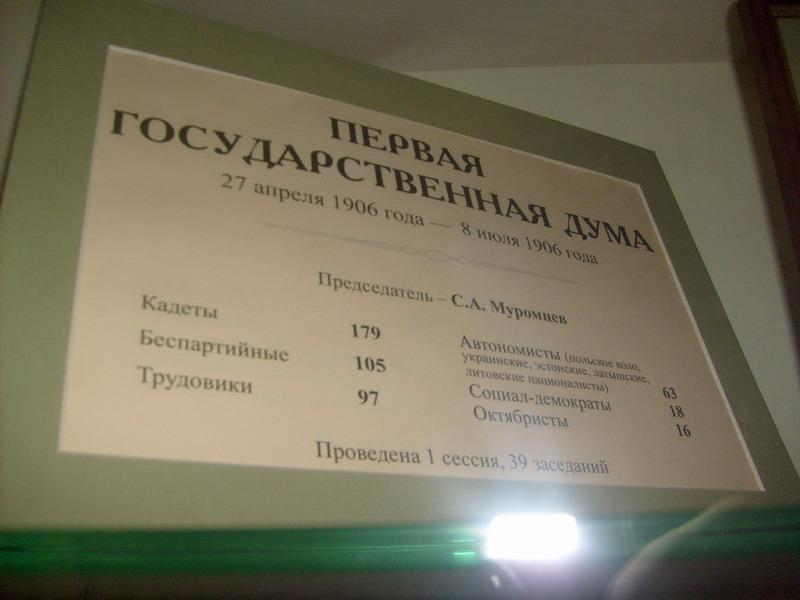 ПЕРВАЯ
ГОСУДАРСТВЕННАЯ ДУМА
27 апреля 1906 года — 8 июля 1906 года
Председатель – С.А. Муромцев
Кадеты 179
Беспартийные 105
Трудовики 97
Автономисты (польское коло,
украинские, эстонские, латышские,
литовские националисты) 63
Социал-демократы 18
Октябристы 16
Проведена 1 сессия, 39 заседаний